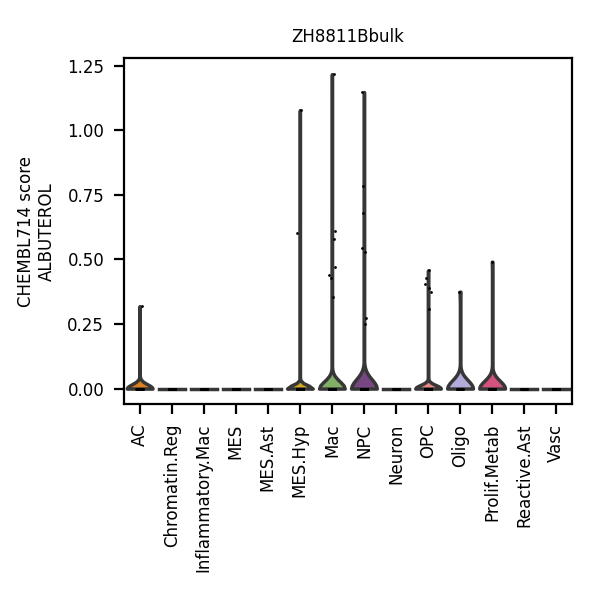 ZH8811Bbulk
CHEMBL714 score
ALBUTEROL
1.25
1.00
0.75
0.50
0.25
0.00
AC
Chromatin.Reg
Inflammatory.Mac
MES
MES.Ast
MES.Hyp
Mac
NPC
Neuron
OPC
Oligo
Prolif.Metab
Reactive.Ast
Vasc